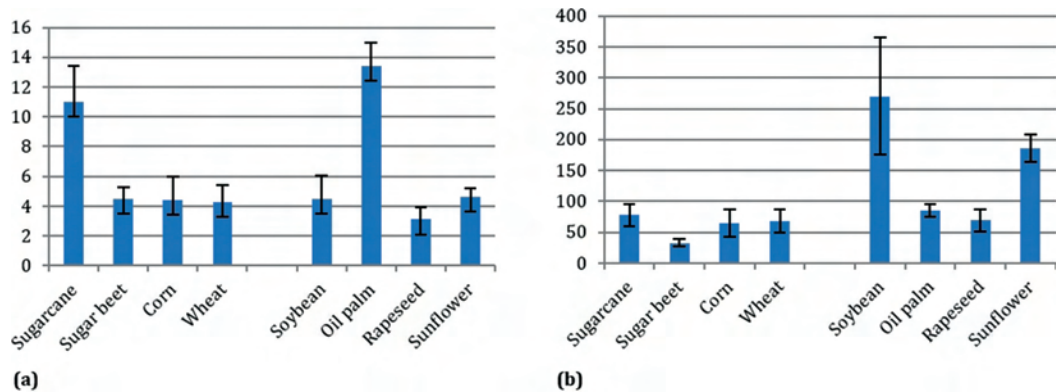 16
14
12
10
8
6
4
2
0
Sugarcane
Sugar beet
Corn
Wheat
Soybean
Oil palm
Rapeseed
Sunflower
(a)
400
350
300
250
200
150
100
50
0
Sugarcane
Sugar beet
Corn
Wheat
Soybean
Oil palm
Rapeseed
Sunflower
(b)